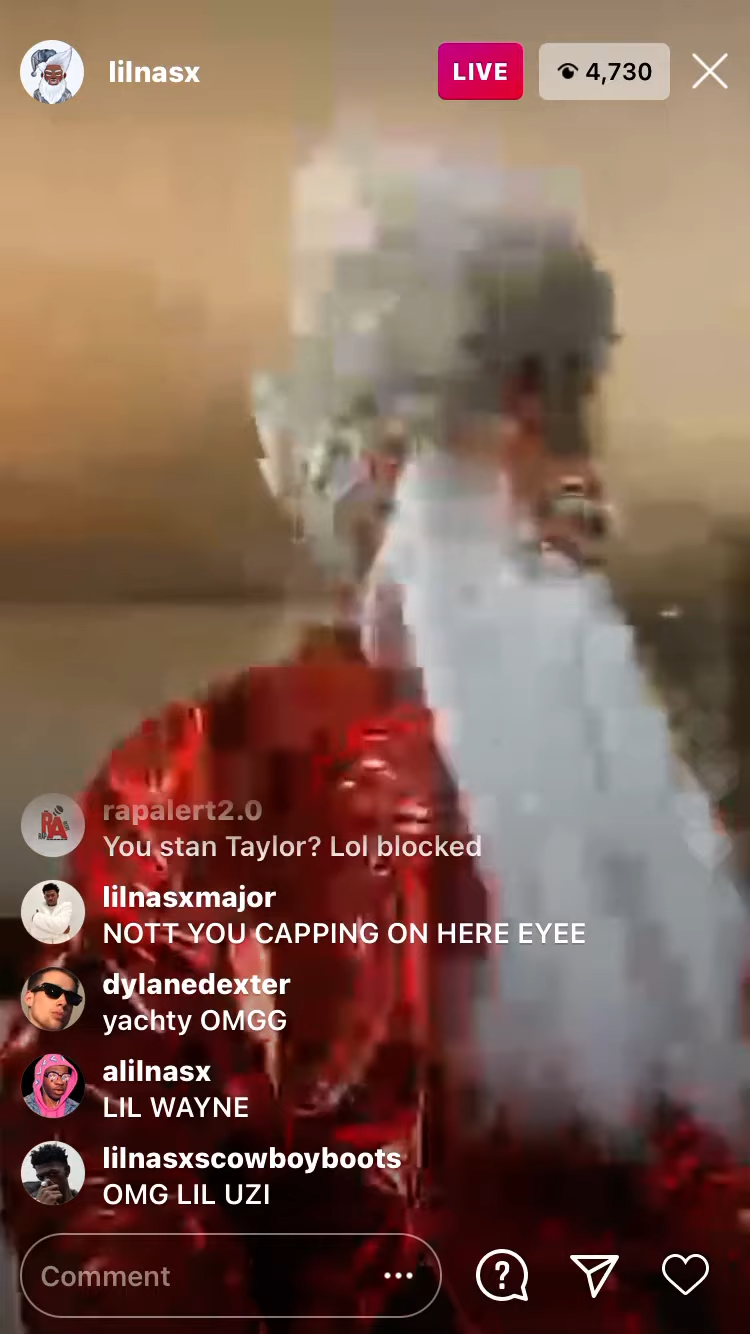 lilnasx
LIVE
4,730
rapalert2.0
You stan Taylor? Lol blocked
lilnasxmajor
NOTT YOU CAPPING ON HERE EYEE
dylanedexter
yachty OMGG
alilnasx
LIL WAYNE
lilnasxscowboyboots
OMG LIL UZI
Comment